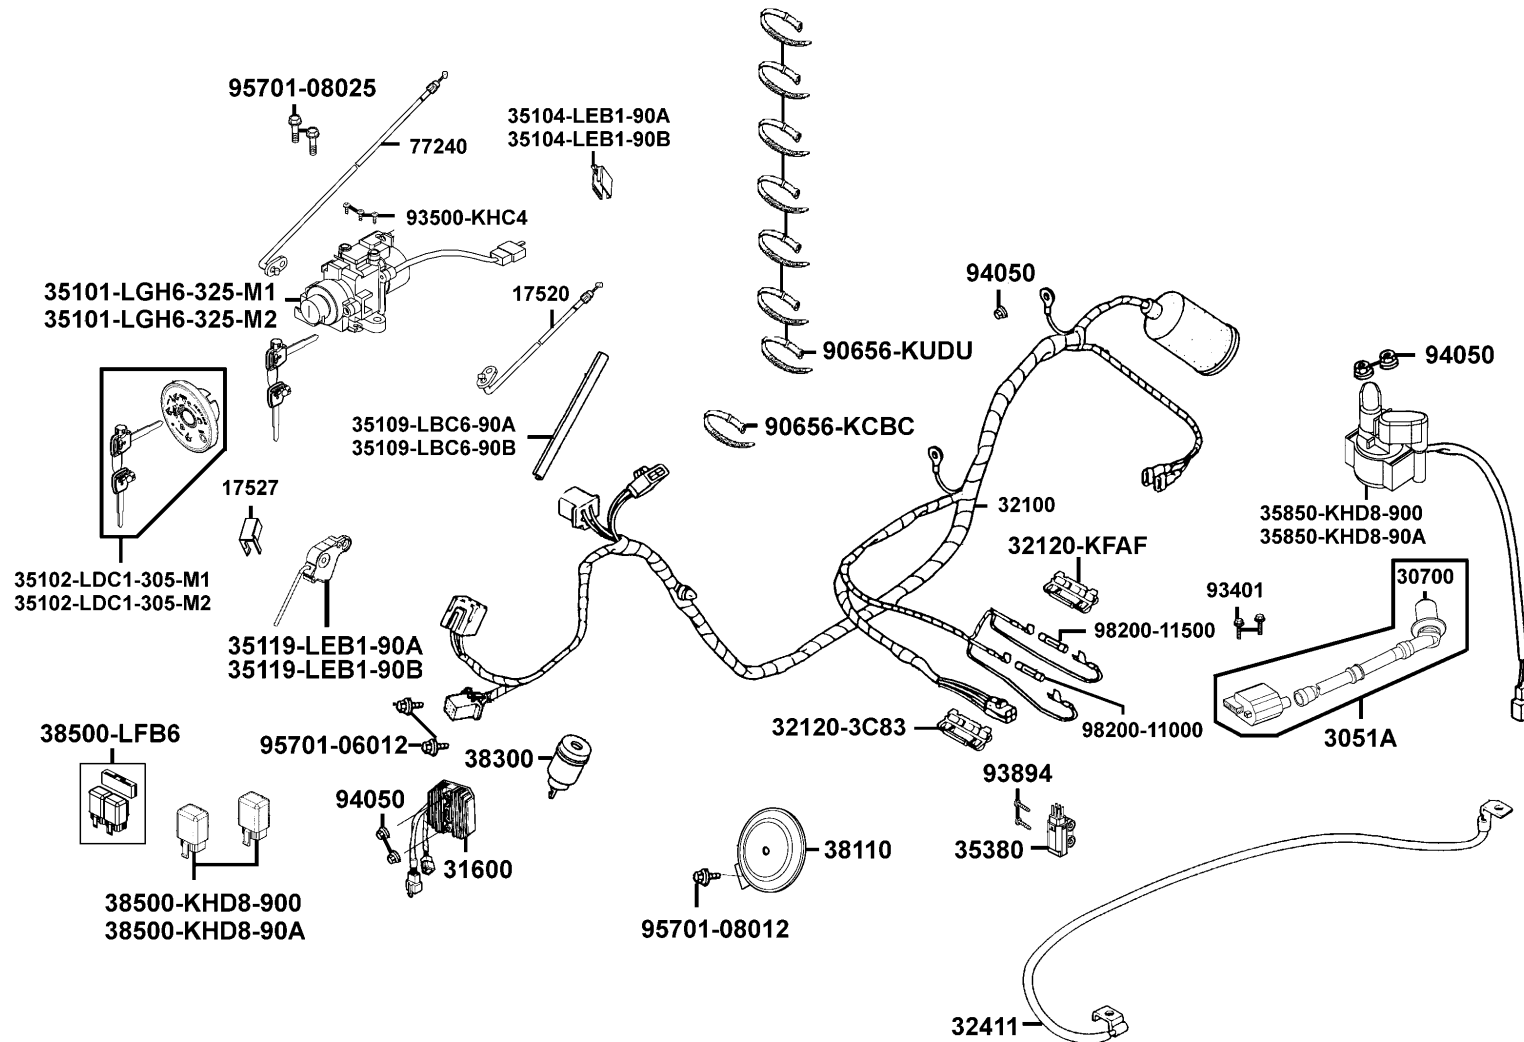 95701-08025
77240
35104-LEB1-90A
35104-LEB1-90B
93500-KHC4
35101-LGH6-325-M1
35101-LGH6-325-M2
17520
94050
90656-KUDU
94050
35109-LBC6-90A
35109-LBC6-90B
90656-KCBC
17527
32100
35850-KHD8-900
35850-KHD8-90A
32120-KFAF
35102-LDC1-305-M1
35102-LDC1-305-M2
93401
30700
98200-11500
35119-LEB1-90A
35119-LEB1-90B
38500-LFB6
95701-06012
38300
32120-3C83
98200-11000
3051A
94050
93894
31600
38110
35380
38500-KHD8-900
38500-KHD8-90A
95701-08012
32411